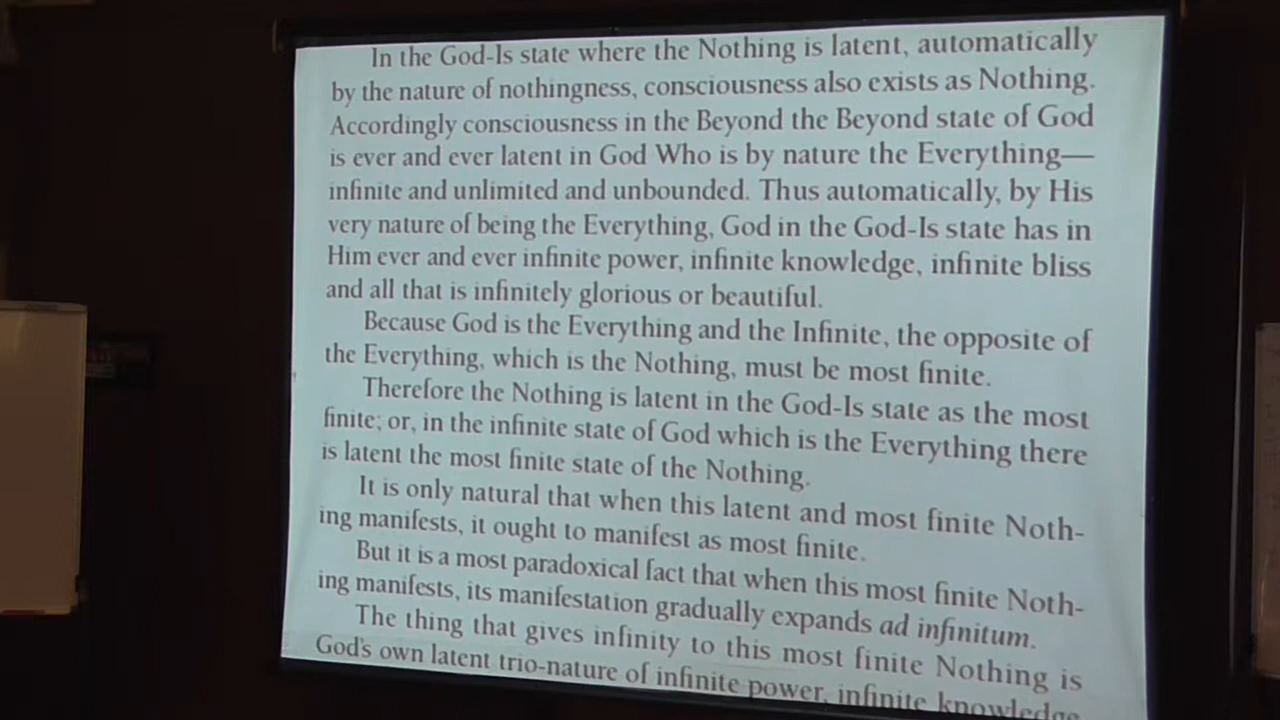 In the God-Is state where the Nothing is latent, automatically
by the nature of nothingness, consciousness also exists as Nothing.
Accordingly consciousness in the Beyond the Beyond state of God
is ever and ever latent in God Who is by nature the Everything—
infinite and unlimited and unbounded. Thus automatically, by His
very nature of being the Everything, God in the God-Is state has in
Him ever and ever infinite power, infinite knowledge, infinite bliss
and all that is infinitely glorious or beautiful.
Because God is the Everything and the Infinite, the opposite of
the Everything, which is the Nothing, must be most finite.
Therefore the Nothing is latent in the God-Is state as the most
finite; or, in the infinite state of God which is the Everything there
is latent the most finite state of the Nothing.
It is only natural that when this latent and most finite Noth-
ing manifests, it ought to manifest as most finite.
But it is a most paradoxical fact that when this most finite Noth-
ing manifests, its manifestation gradually expands ad infinitum.
The thing that gives infinity to this most finite Nothing is
God's own latent trio-nature of infinite power, infinite knowledge